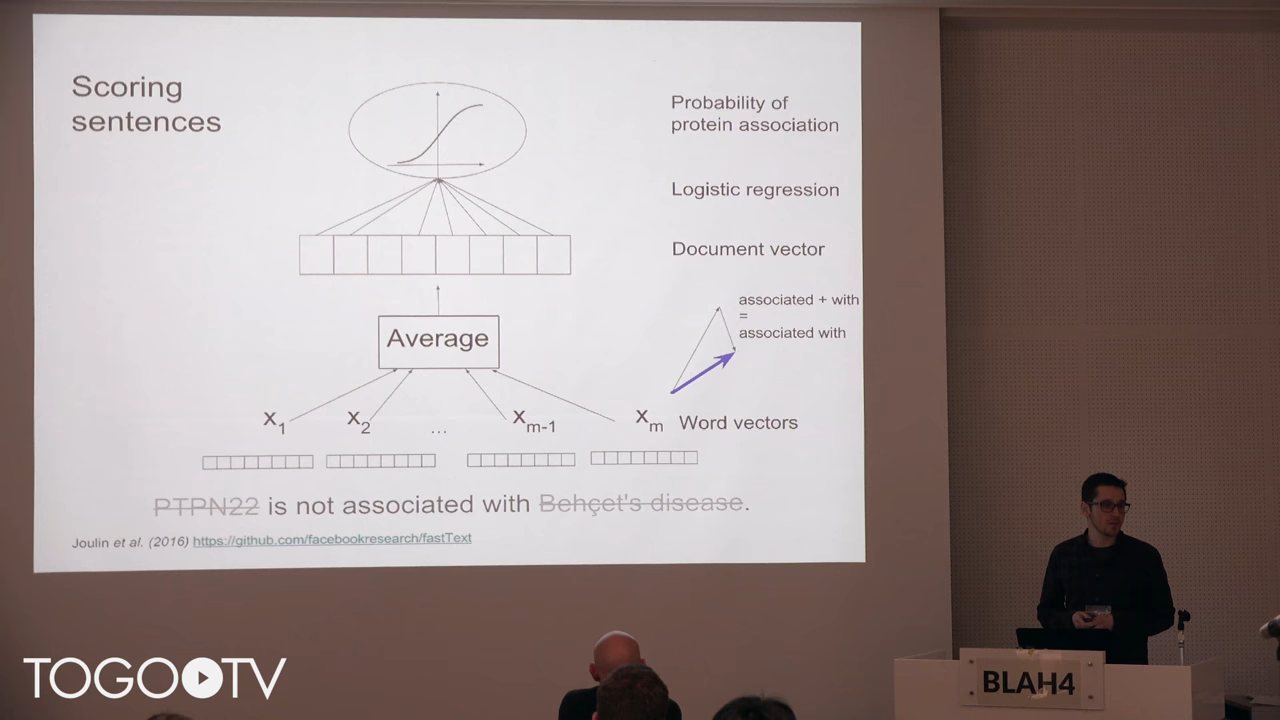 Scoring
sentences
Probability of
protein association
Logistic regression
Document vector
associated + with
=
associated with
Average
x1 x2 ... xm-1 xm Word vectors
PTPN22 is not associated with Behçet's disease.
Joulin et al. (2016) https://github.com/facebookresearch/fastText
TOGO TV
BLAH4